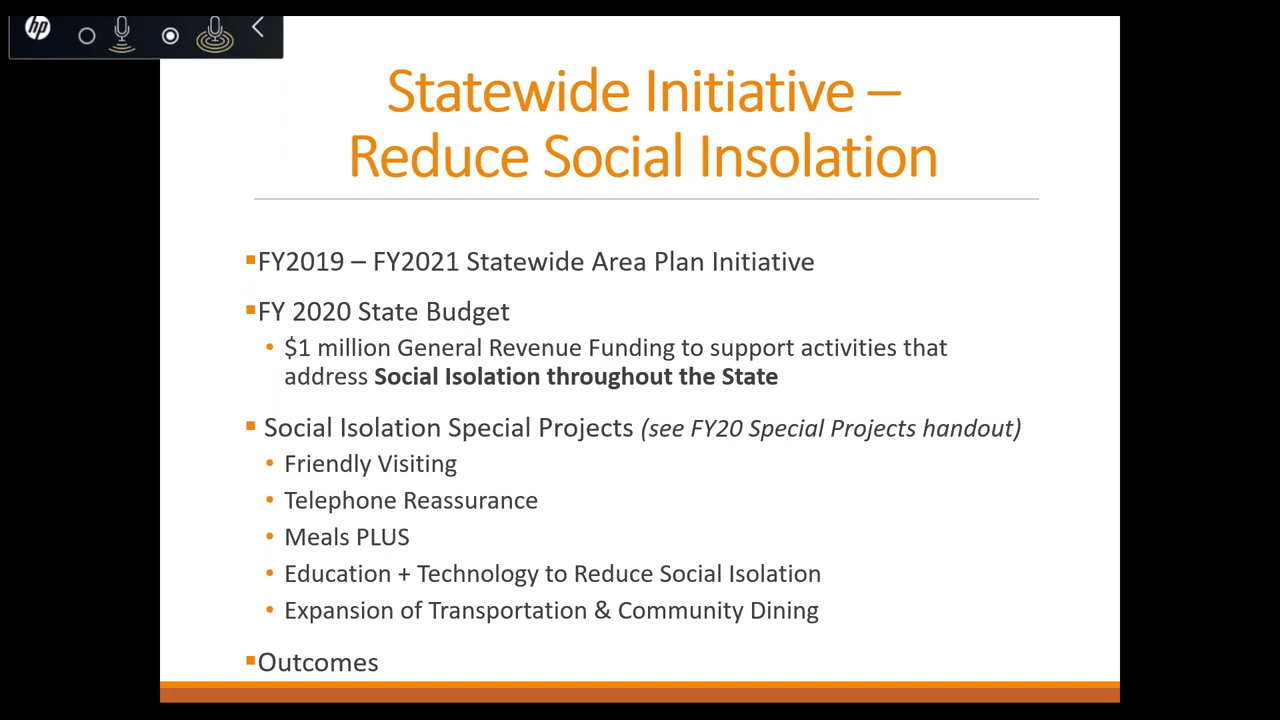 hp
Statewide Initiative –
Reduce Social Insolation
▪FY2019 – FY2021 Statewide Area Plan Initiative
▪FY 2020 State Budget
• $1 million General Revenue Funding to support activities that
address Social Isolation throughout the State
▪ Social Isolation Special Projects (see FY20 Special Projects handout)
• Friendly Visiting
• Telephone Reassurance
• Meals PLUS
• Education + Technology to Reduce Social Isolation
• Expansion of Transportation & Community Dining
▪Outcomes